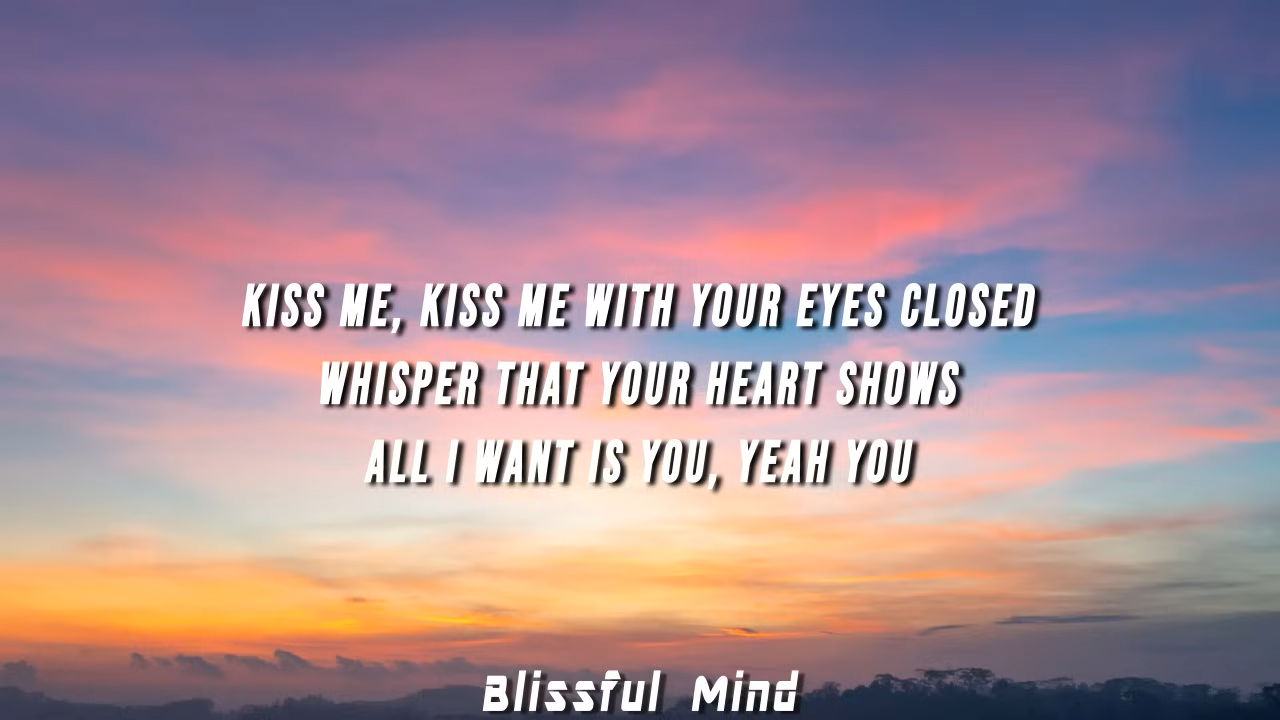 KISS ME, KISS ME WITH YOUR EYES CLOSED
WHISPER THAT YOUR HEART SHOWS
ALL I WANT IS YOU, YEAH YOU
Blissful Mind